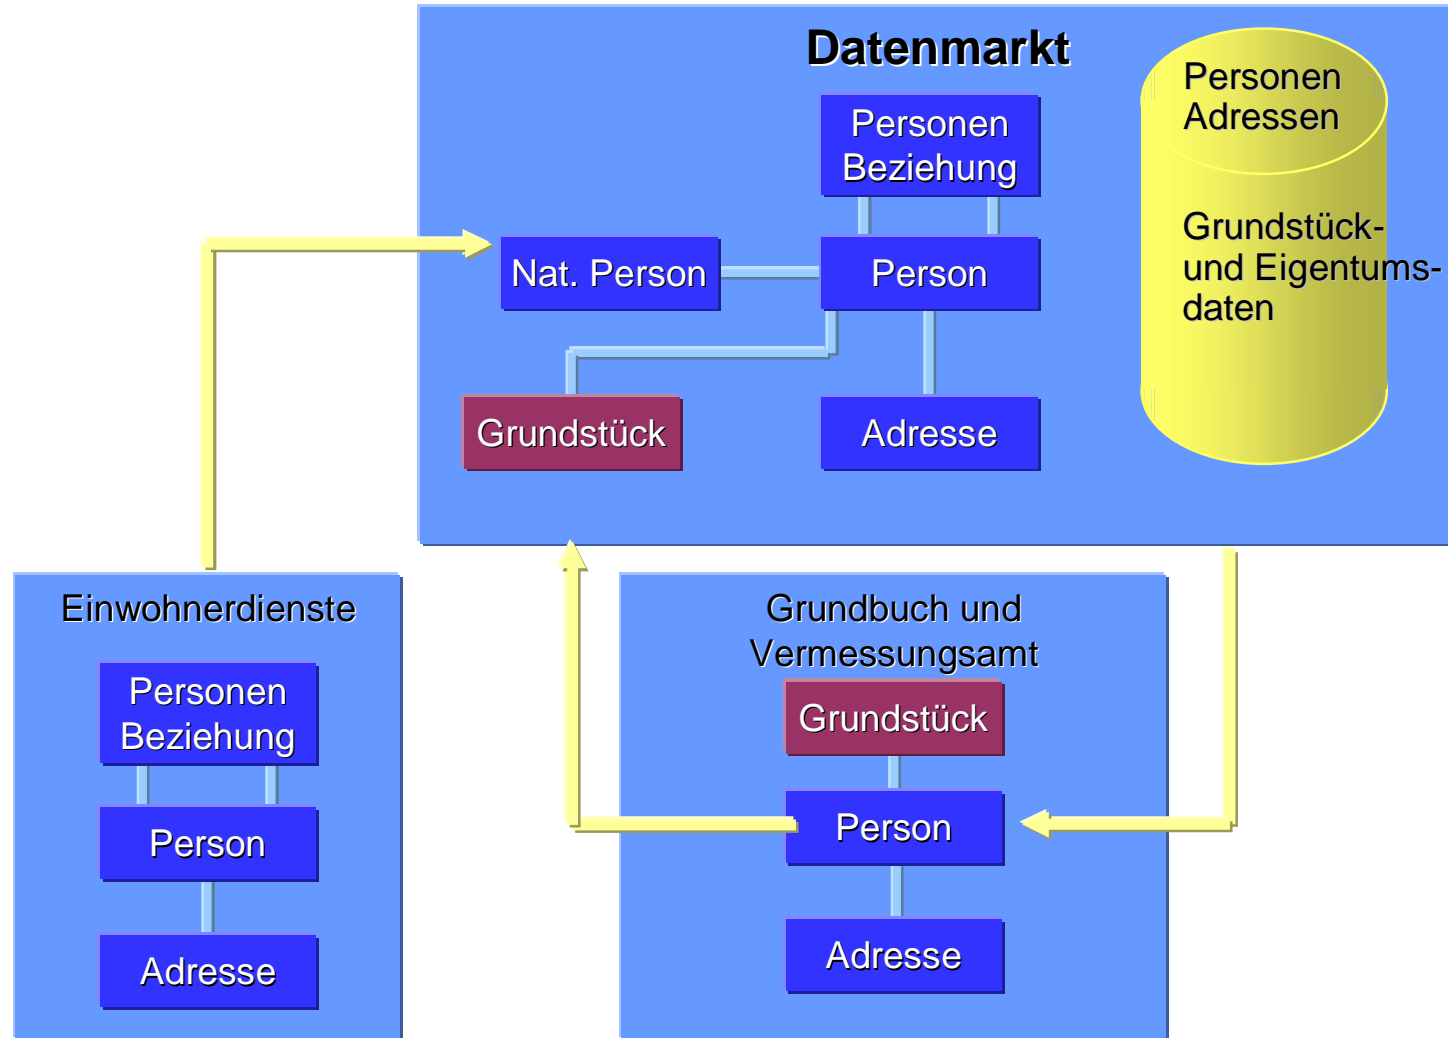 Datenmarkt
Personen
Beziehung
Nat. Person
Person
Grundstück
Adresse
Personen
Adressen
Grundstück-
und Eigentums-
daten
Einwohnerdienste
Personen
Beziehung
Person
Adresse
Grundbuch und
Vermessungsamt
Grundstück
Person
Adresse